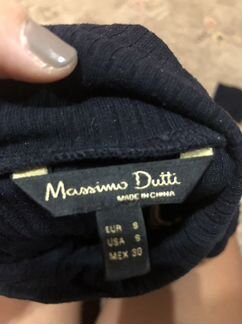 Massimo Dutti
MADE IN CHINA
EUR S
USA S
MEX 30